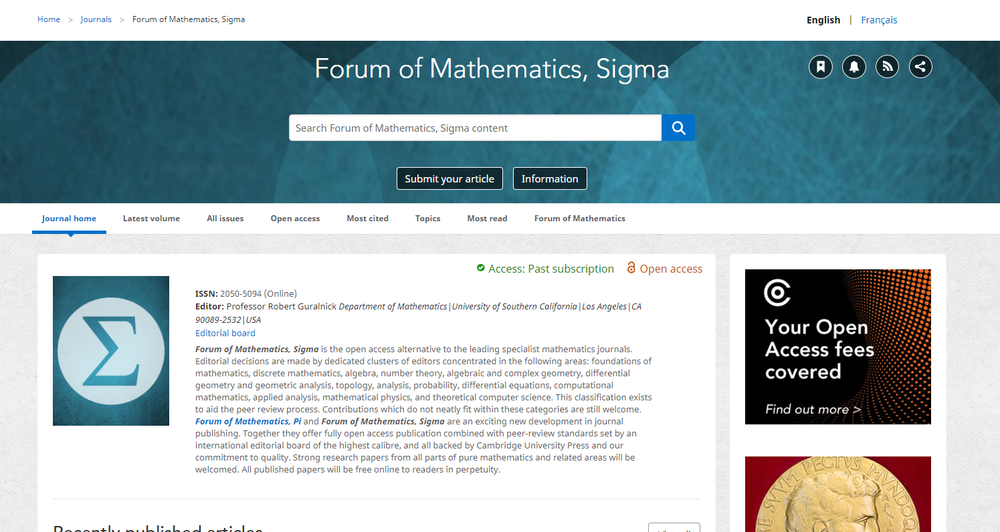 Home > Journals > Forum of Mathematics, Sigma
English | Français
Forum of Mathematics, Sigma
Search Forum of Mathematics, Sigma content
Submit your article
Information
Journal home
Latest volume
All issues
Open access
Most cited
Topics
Most read
Forum of Mathematics
Access: Past subscription
Open access
Σ
ISSN: 2050-5094 (Online)
Editor: Professor Robert Guralnick Department of Mathematics|University of Southern California|Los Angeles|CA
90089-2532|USA
Editorial board
Forum of Mathematics, Sigma is the open access alternative to the leading specialist mathematics journals.
Editorial decisions are made by dedicated clusters of editors concentrated in the following areas: foundations of
mathematics, discrete mathematics, algebra, number theory, algebraic and complex geometry, differential
geometry and geometric analysis, topology, analysis, probability, differential equations, computational
mathematics, applied analysis, mathematical physics, and theoretical computer science. This classification exists
to aid the peer review process. Contributions which do not neatly fit within these categories are still welcome.
Forum of Mathematics, Pi and Forum of Mathematics, Sigma are an exciting new development in journal
publishing. Together they offer fully open access publication combined with peer-review standards set by an
international editorial board of the highest calibre, and all backed by Cambridge University Press and our
commitment to quality. Strong research papers from all parts of pure mathematics and related areas will be
welcomed. All published papers will be free online to readers in perpetuity.
Recently published articles
Your Open
Access fees
covered
Find out more >
RE SVVM PECTVS MVNDOQ